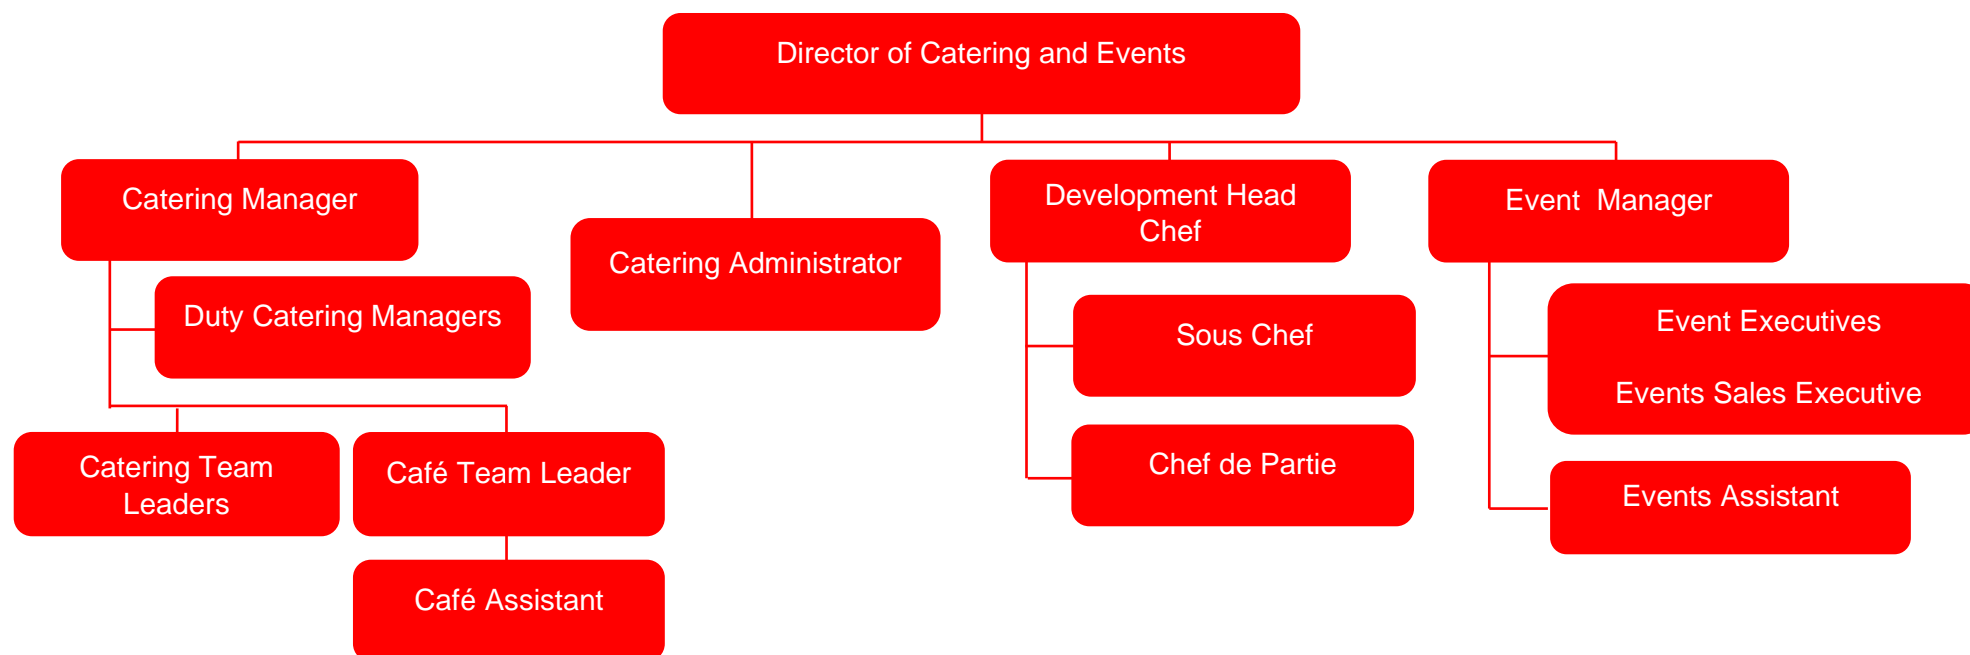 Director of Catering and Events
Catering Manager
Catering Administrator
Development Head
Chef
Event  Manager
Duty Catering Managers
Sous Chef
Event Executives
Events Sales Executive
Catering Team
Leaders
Café Team Leader
Chef de Partie
Events Assistant
Café Assistant